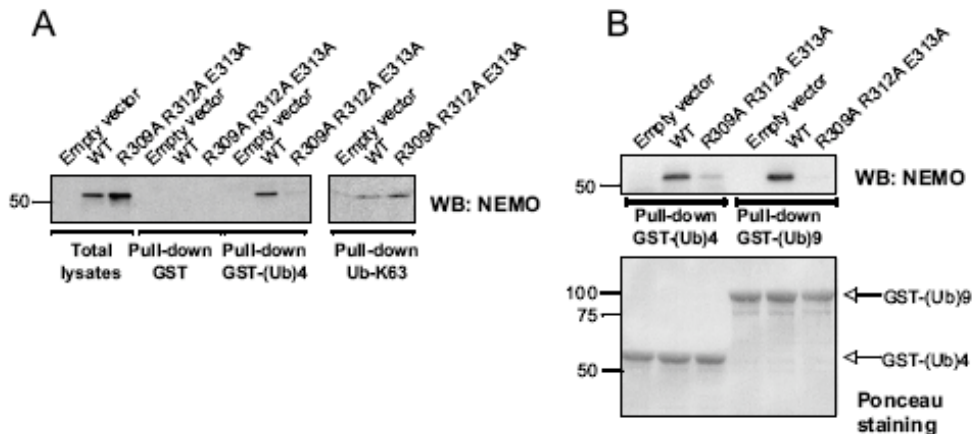 A
Empty vector
WT
R309A R312A E313A
Empty vector
WT
R309A R312A E313A
Empty vector
WT
R309A R312A E313A
Empty vector
WT
R309A R312A E313A
50
WB: NEMO
Total
lysates
Pull-down
GST
Pull-down
GST-(Ub)4
Pull-down
Ub-K63
B
Empty vector
WT
R309A R312A E313A
Empty vector
WT
R309A R312A E313A
50
WB: NEMO
Pull-down
GST-(Ub)4
Pull-down
GST-(Ub)9
100
75
50
GST-(Ub)9
GST-(Ub)4
Ponceau
staining